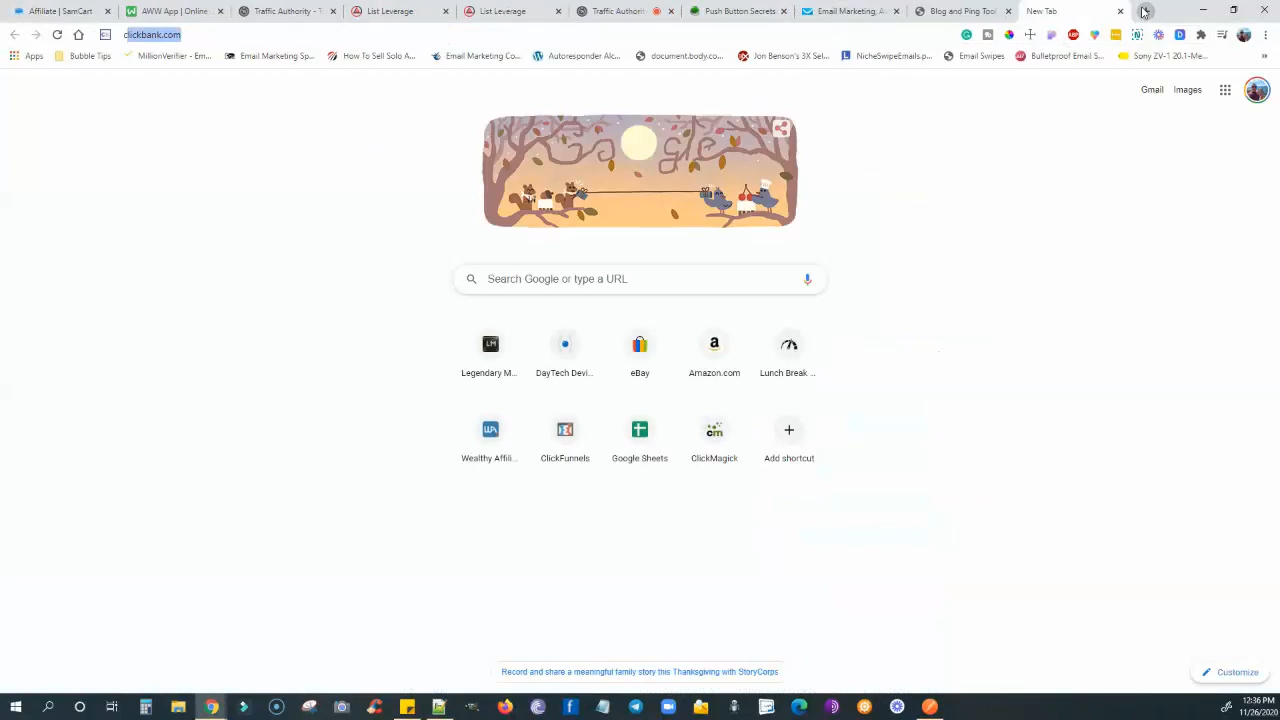 Affiliate | SamCart
AWW App | Online
Traffic Authority - T
List Leverage
List Leverage
Traffic Authority
Push Button Secrets
Email Marketing, A
Blog and Ping Tool
New Tab
clickbank.com
Apps
Bubble Tips
MillionVerifier - Em...
Email Marketing Sp...
How I Sell Solo A...
Email Marketing Co...
Autoresponder Alc...
document.body.co...
Jon Benson's 3X Em...
NicheSwipeEmails.p...
Email Swipes
Bulletproof Email S...
Sony ZV-1 20.1-Me...
Gmail
Images
Google
Search Google or type a URL
LM
Legendary M...
DayTech Devi...
eBay
a
Amazon.com
Lunch Break ...
WA
Wealthy Affili...
ClickFunnels
Google Sheets
cm
ClickMagick
Add shortcut
Record and share a meaningful family story this Thanksgiving with StoryCorps
Customize
12:36 PM
11/26/2020